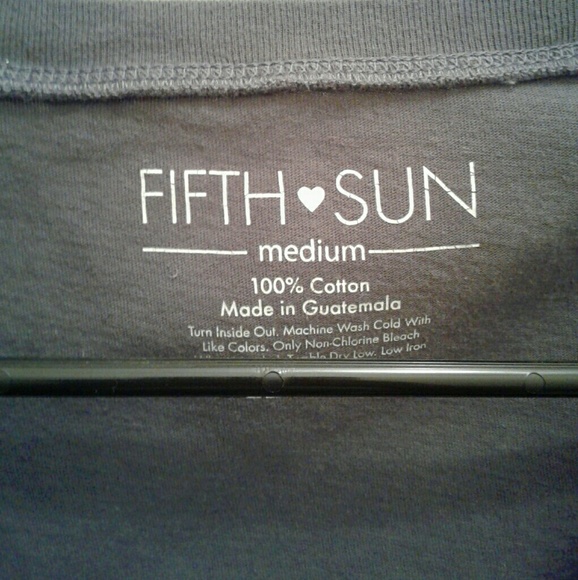 FIFTH ♥ SUN
medium
100% Cotton
Made in Guatemala
Turn Inside Out. Machine Wash Cold With
Like Colors. Only Non-Chlorine Bleach
Tumble Dry Low. Low Iron